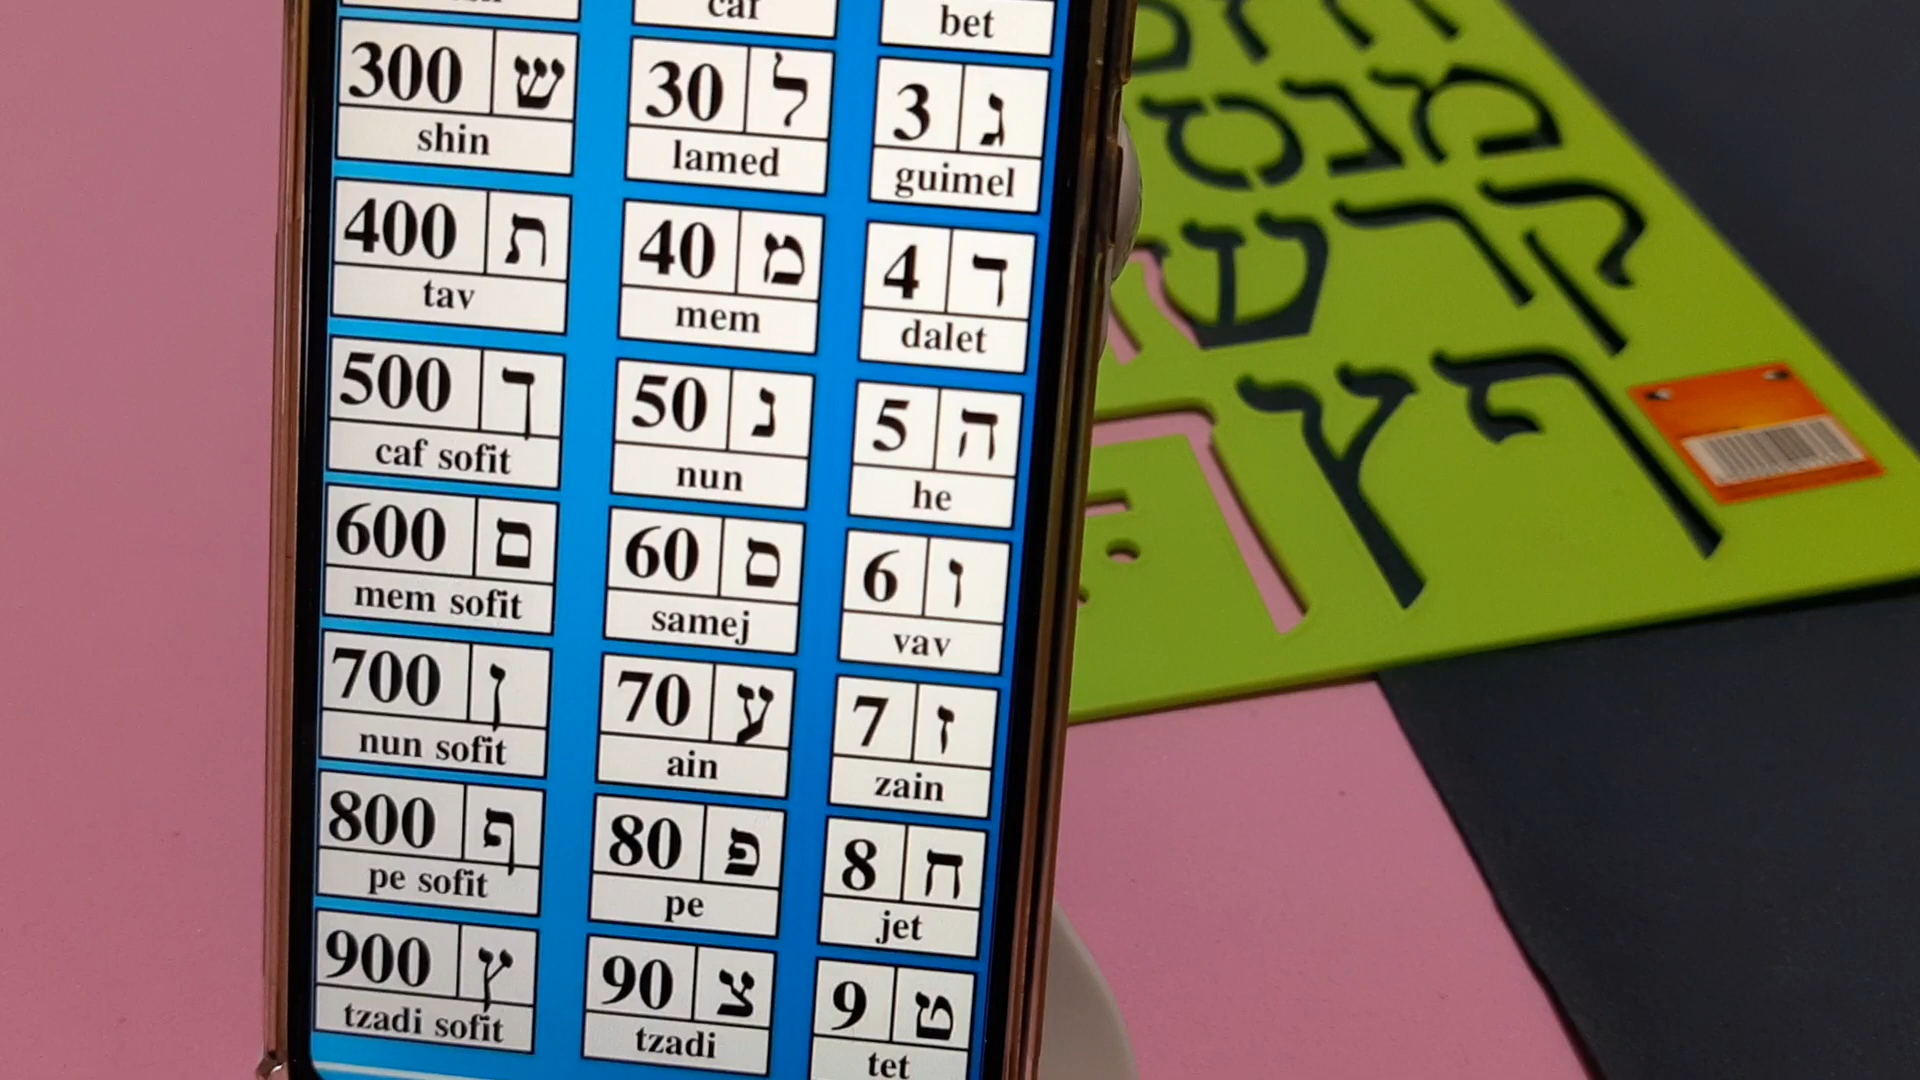 caf
bet
300 ש
shin
30 ל
lamed
3 ג
guimel
400 ת
tav
40 מ
mem
4 ד
dalet
500 ך
caf sofit
50 נ
nun
5 ה
he
600 ם
mem sofit
60 ס
samej
6 ו
vav
700 ן
nun sofit
70 ע
ain
7 ז
zain
800 ף
pe sofit
80 פ
pe
8 ח
jet
900 ץ
tzadi sofit
90 צ
tzadi
9 ט
tet
מ נ ס
ק ר ש
ף ץ